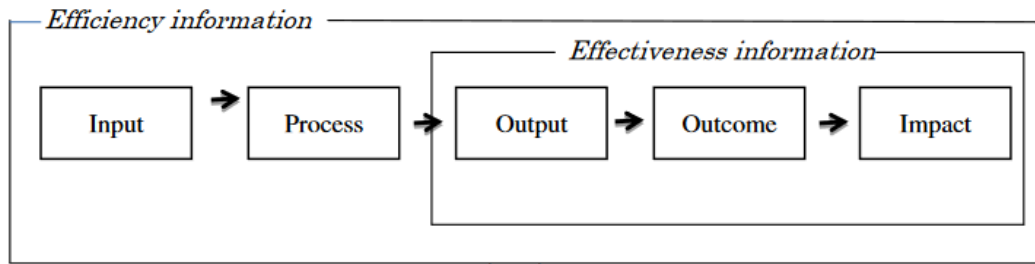 Efficiency information
Effectiveness information
Input
Process
Output
Outcome
Impact